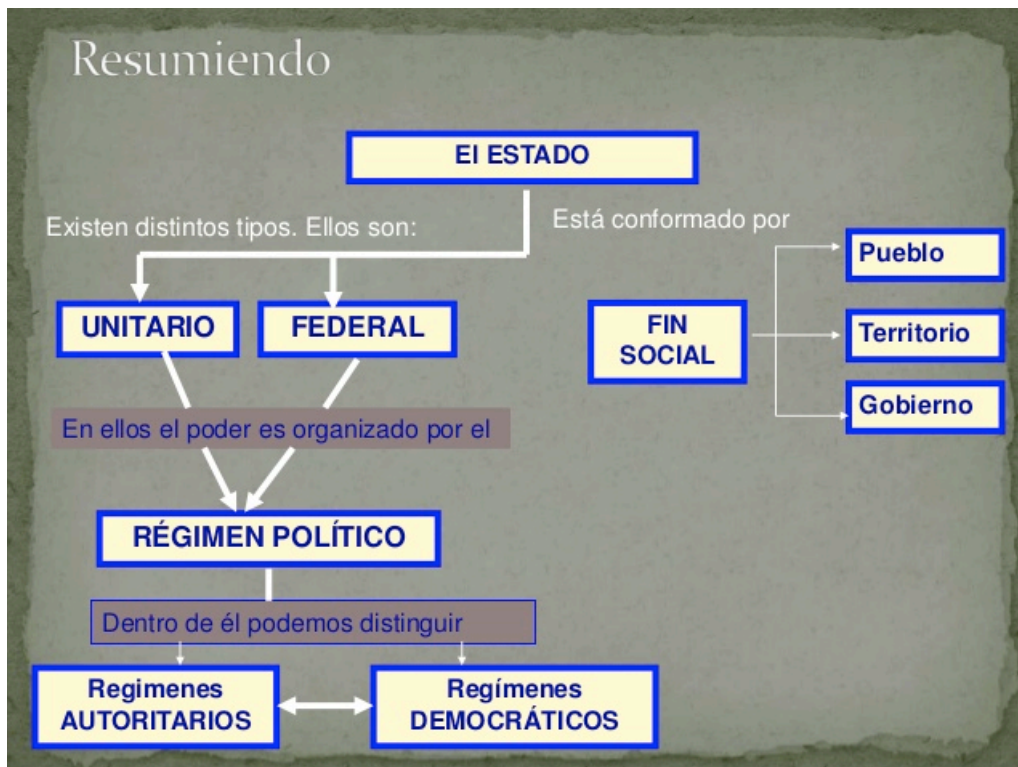 Resumiendo
El ESTADO
Existen distintos tipos. Ellos son:
Está conformado por
Pueblo
UNITARIO
FEDERAL
FIN
SOCIAL
Territorio
Gobierno
En ellos el poder es organizado por el
RÉGIMEN POLÍTICO
Dentro de él podemos distinguir
Regimenes
AUTORITARIOS
Regímenes
DEMOCRÁTICOS